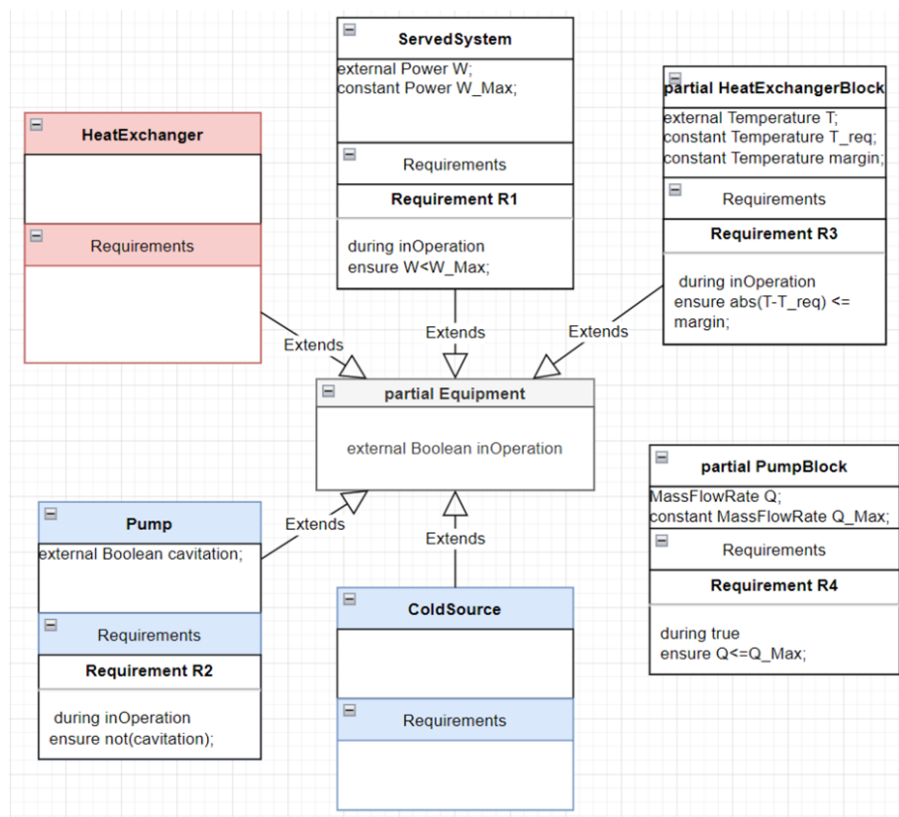 ServedSystem
external Power W;
constant Power W_Max;
Requirements
Requirement R1
during inOperation
ensure W<W_Max;
partial HeatExchangerBlock
external Temperature T;
constant Temperature T_req;
constant Temperature margin;
Requirements
Requirement R3
during inOperation
ensure abs(T-T_req) <=
margin;
HeatExchanger
Requirements
Extends
Extends
Extends
partial Equipment
external Boolean inOperation
partial PumpBlock
MassFlowRate Q;
constant MassFlowRate Q_Max;
Requirements
Requirement R4
during true
ensure Q<=Q_Max;
Pump
external Boolean cavitation;
Requirements
Requirement R2
during inOperation
ensure not(cavitation);
Extends
Extends
ColdSource
Requirements